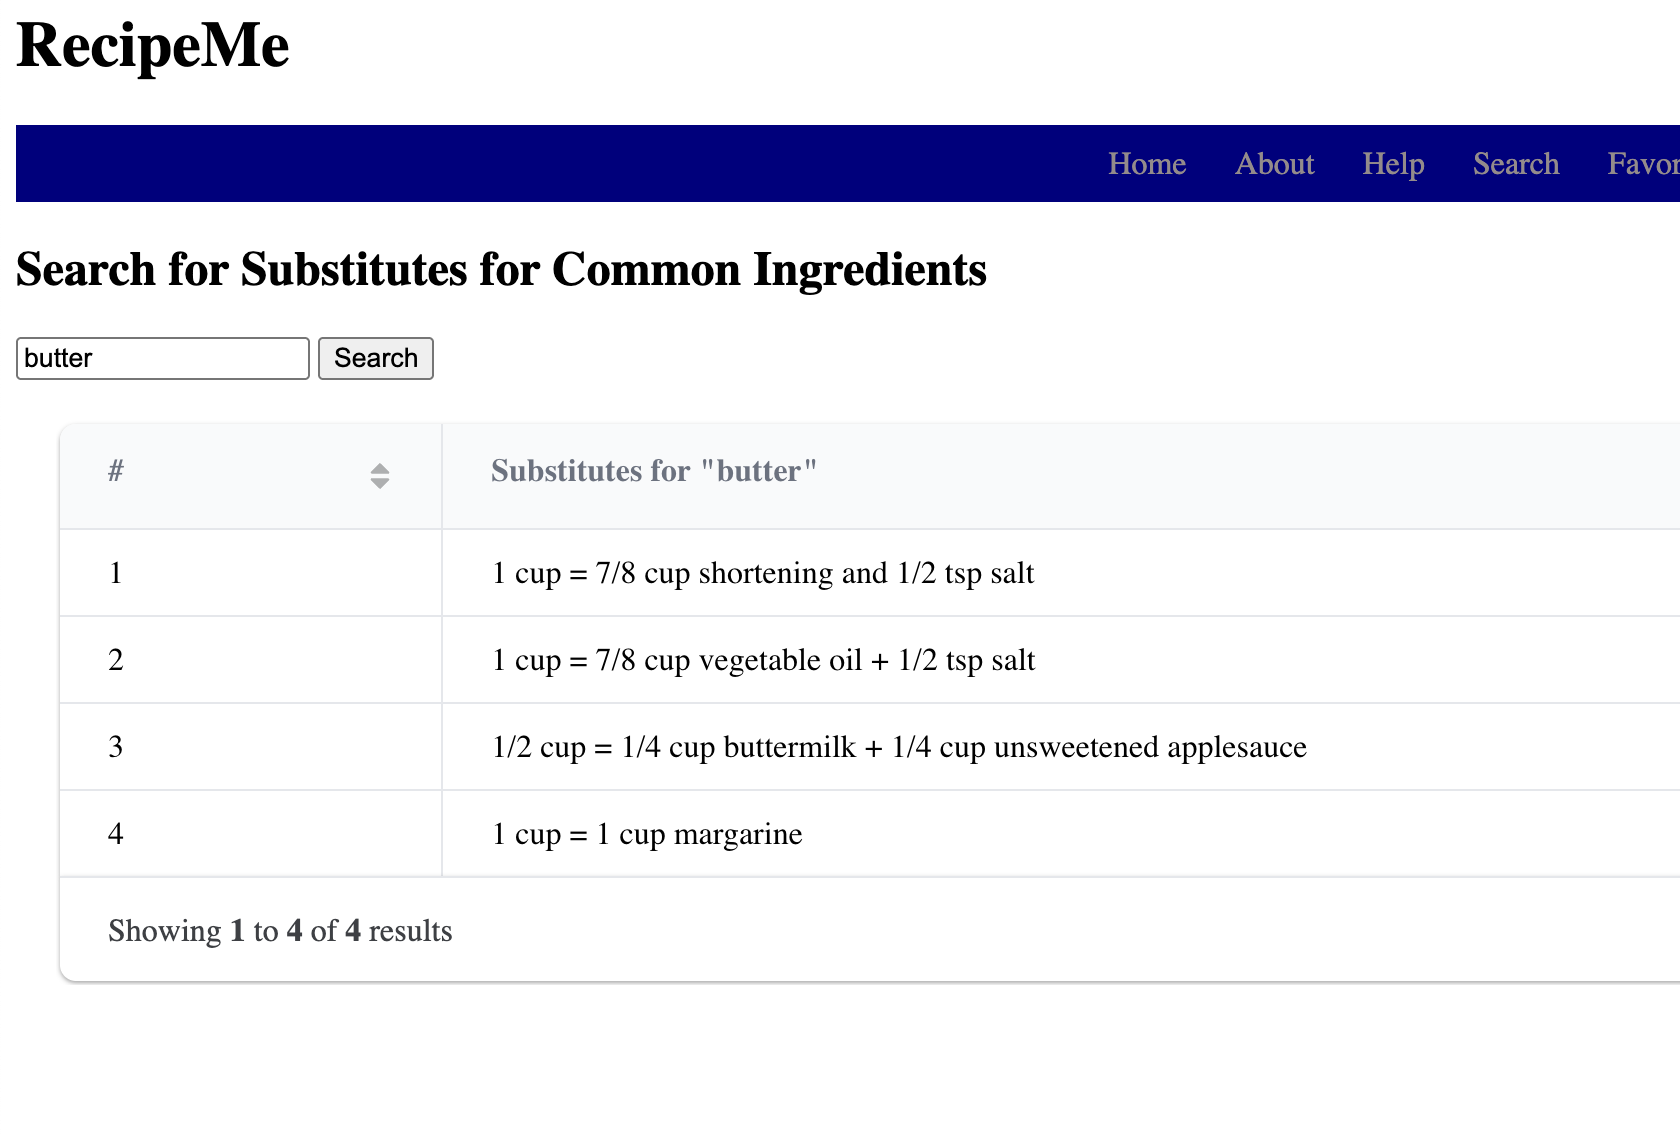 RecipeMe
Home About Help Search Favor
Search for Substitutes for Common Ingredients
butter Search
# Substitutes for "butter"
1 1 cup = 7/8 cup shortening and 1/2 tsp salt
2 1 cup = 7/8 cup vegetable oil + 1/2 tsp salt
3 1/2 cup = 1/4 cup buttermilk + 1/4 cup unsweetened applesauce
4 1 cup = 1 cup margarine
Showing 1 to 4 of 4 results